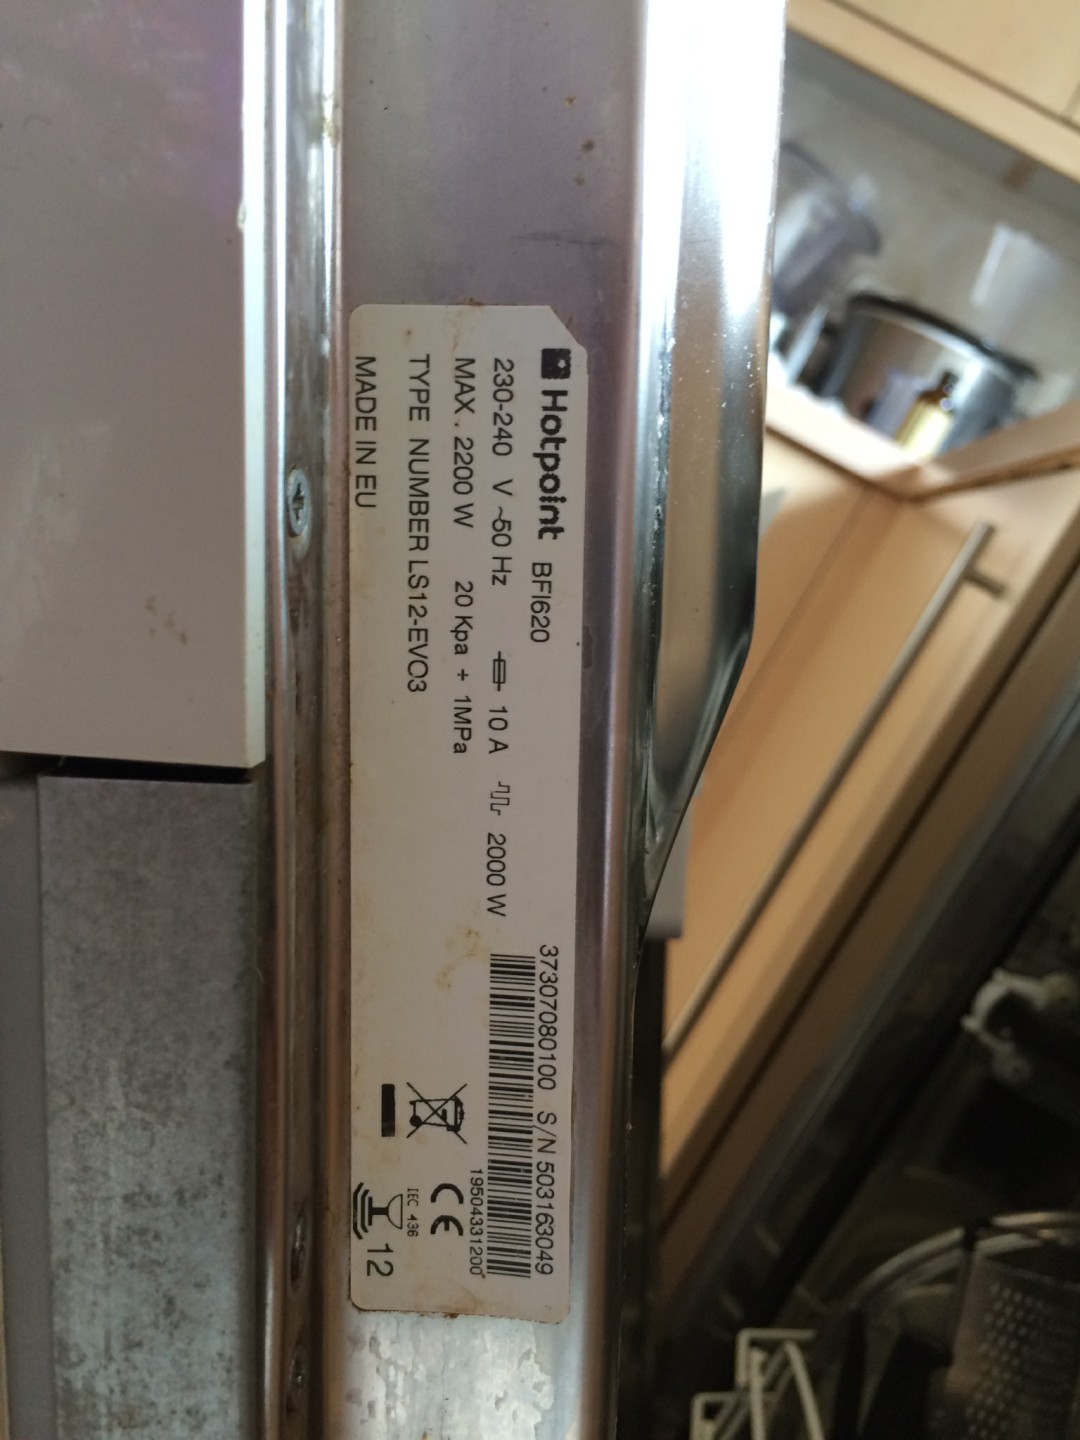 Hotpoint BFI620
230-240 V ~50 Hz 10 A 2000 W
MAX. 2200 W 20 Kpa ÷ 1MPa
TYPE NUMBER LS12-EVO3
MADE IN EU
37307080100 S/N 503163049
19504331200
CE
IEC 436
12